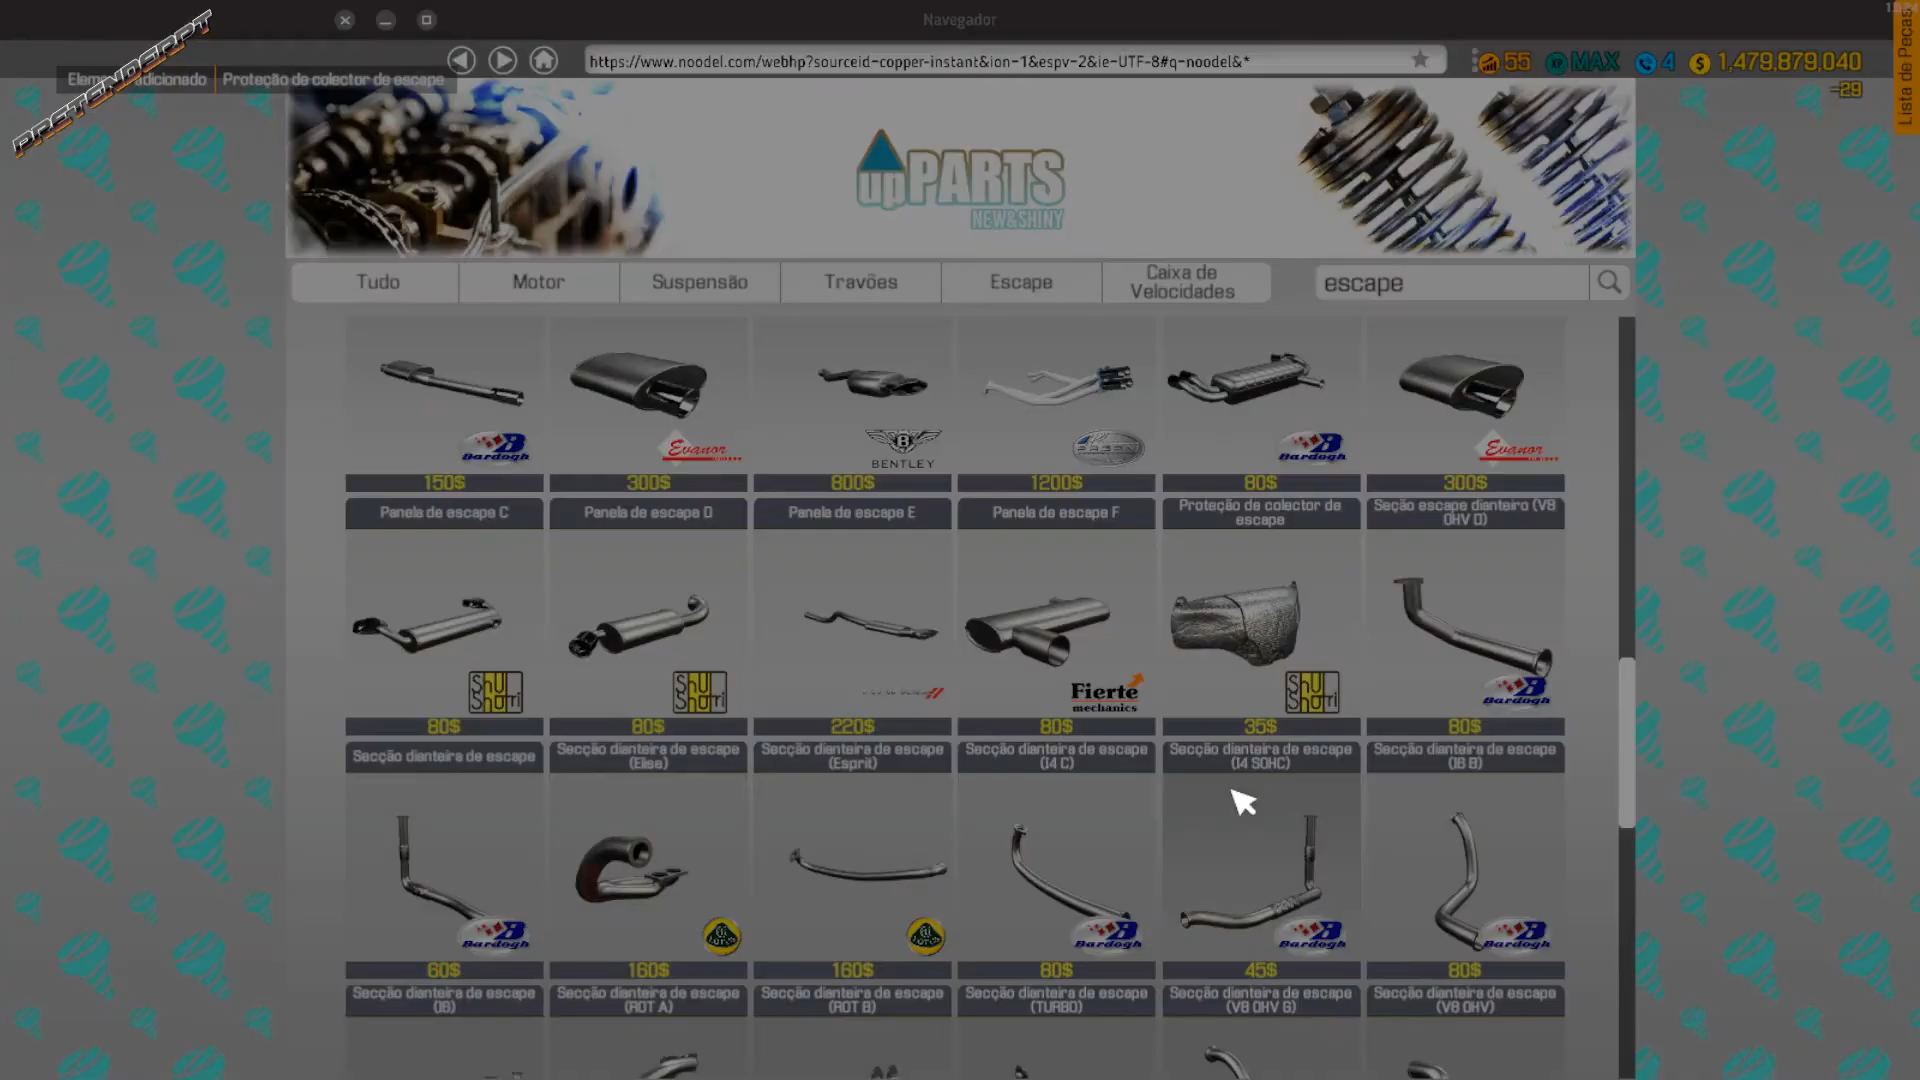 Navegador
PRETENDERPT
Elem
dicionado
Proteção do colector de escape
https://www.noodel.com/webhp?sourceid-copper-instant&ion-1&espv-2&ie-UTF-8#q-noodel&*
55
XP MAX
4
$ 1,479,879,040
-29
Lista de Peças
upPARTS
NEW&SHINY
Tudo
Motor
Suspensão
Travões
Escape
Caixa de
Velocidades
escape
Bardogh
Evanor
BENTLEY
Bardogh
Evanor
150$
300$
800$
1200$
80$
300$
Panela de escape C
Panela de escape D
Panela de escape E
Panela de escape F
Proteção de colector de
escape
Seção escape dianteiro (V8
OHV D)
Shu
Shu
Fierte
mechanics
Shu
Bardogh
80$
80$
220$
80$
35$
80$
Secção dianteira de escape
Secção dianteira de escape
(Elise)
Secção dianteira de escape
(Esprit)
Secção dianteira de escape
(I4 C)
Secção dianteira de escape
(I4 SOHC)
Secção dianteira de escape
(I6 B)
Bardogh
Bardogh
Bardogh
Bardogh
60$
160$
160$
80$
45$
80$
Secção dianteira de escape
(I6)
Secção dianteira de escape
(ROT A)
Secção dianteira de escape
(ROT B)
Secção dianteira de escape
(TURBO)
Secção dianteira de escape
(V8 OHV G)
Secção dianteira de escape
(V8 OHV)